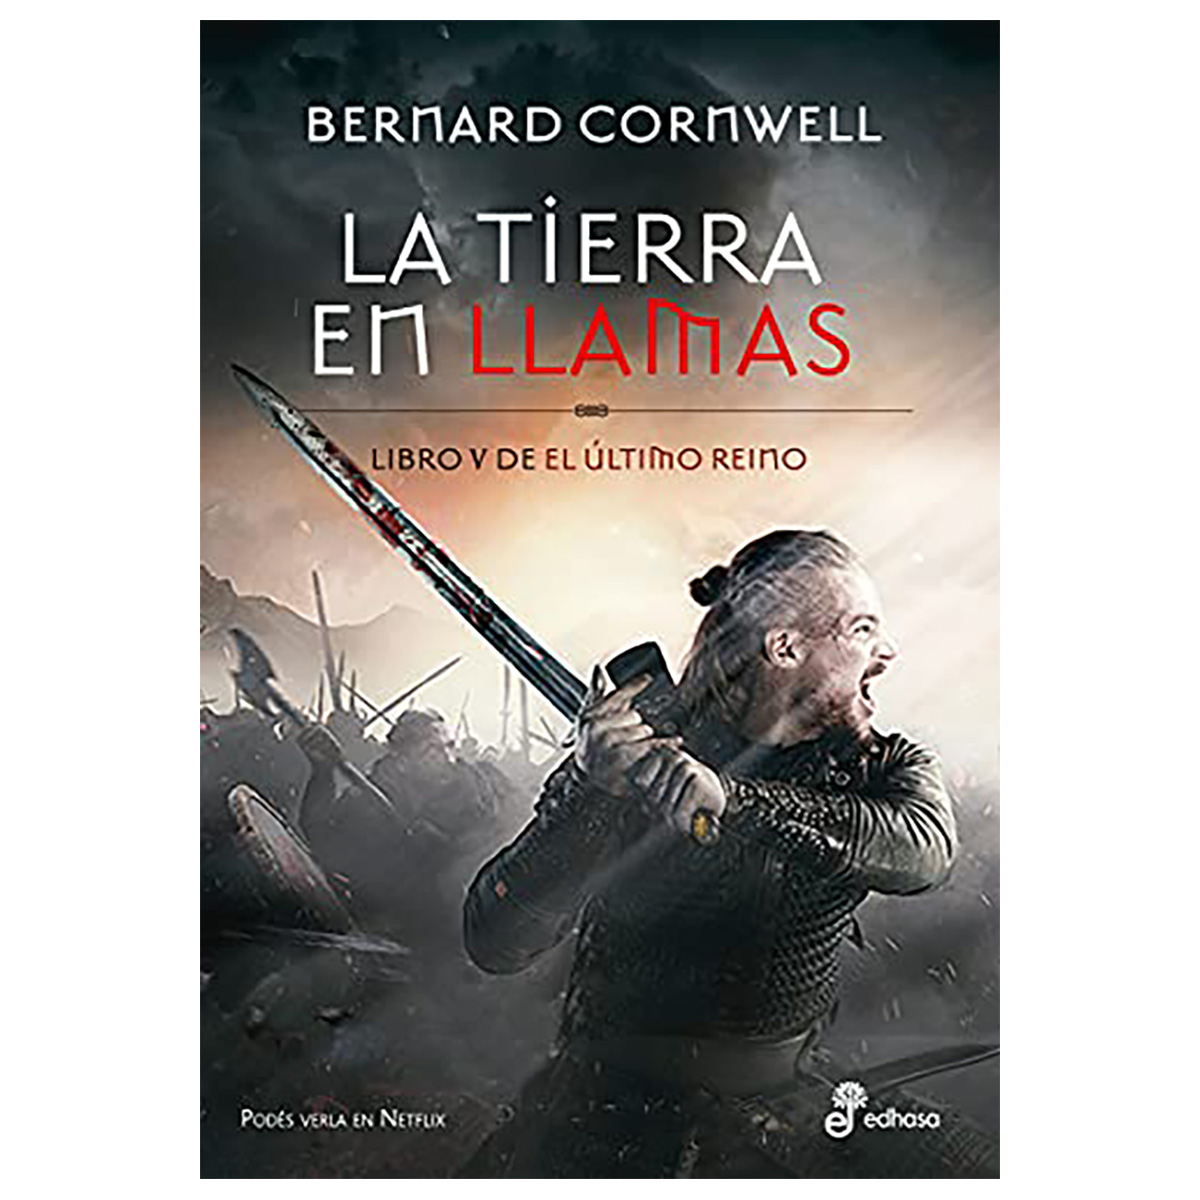 BERNARD CORNWELL
LA TIERRA
EN LLAMAS
LIBRO V DE EL ÚLTIMO REINO
PODÉS VERLA EN NETFLIX
edhasa